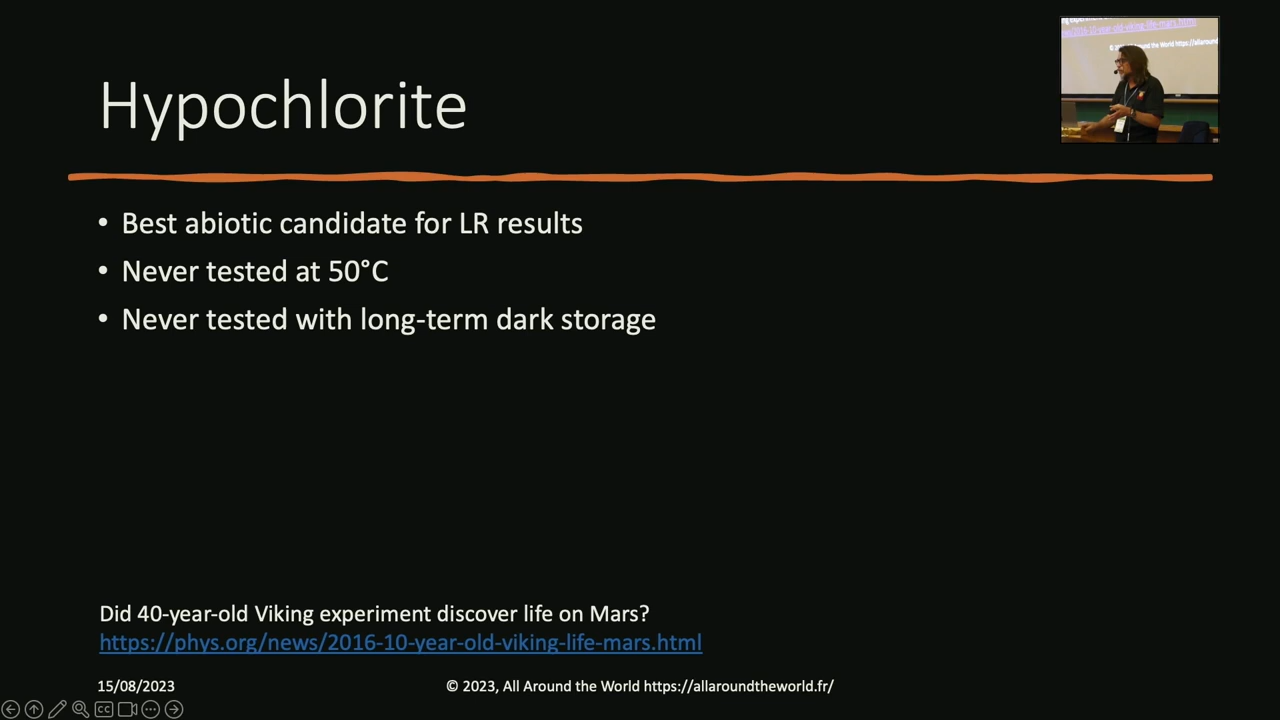 Hypochlorite
• Best abiotic candidate for LR results
• Never tested at 50°C
• Never tested with long-term dark storage
Did 40-year-old Viking experiment discover life on Mars?
https://phys.org/news/2016-10-year-old-viking-life-mars.html
15/08/2023
© 2023, All Around the World https://allaroundtheworld.fr/
CC